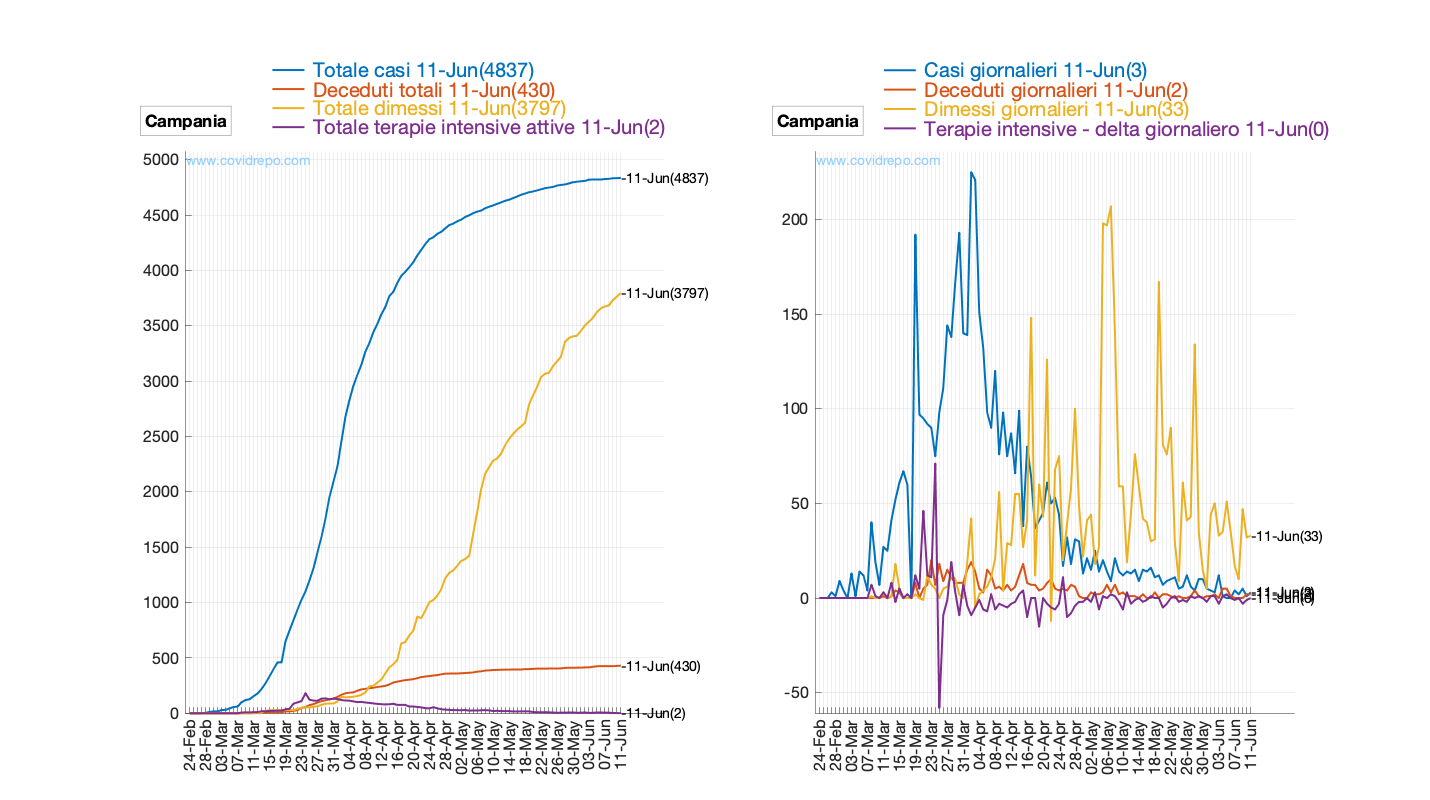 Totale casi 11-Jun(4837)
Deceduti totali 11-Jun(430)
Totale dimessi 11-Jun(3797)
Totale terapie intensive attive 11-Jun(2)
Campania
www.covidrepo.com
5000
4500
4000
3500
3000
2500
2000
1500
1000
500
0
-11-Jun(4837)
-11-Jun(3797)
-11-Jun(430)
-11-Jun(2)
24-Feb
28-Feb
03-Mar
07-Mar
11-Mar
15-Mar
19-Mar
23-Mar
27-Mar
31-Mar
04-Apr
08-Apr
12-Apr
16-Apr
20-Apr
24-Apr
28-Apr
02-May
06-May
10-May
14-May
18-May
22-May
26-May
30-May
03-Jun
07-Jun
11-Jun
Casi giornalieri 11-Jun(3)
Deceduti giornalieri 11-Jun(2)
Dimessi giornalieri 11-Jun(33)
Terapie intensive - delta giornaliero 11-Jun(0)
Campania
www.covidrepo.com
200
150
100
50
0
-50
-11-Jun(33)
24-Feb
28-Feb
03-Mar
07-Mar
11-Mar
15-Mar
19-Mar
23-Mar
27-Mar
31-Mar
04-Apr
08-Apr
12-Apr
16-Apr
20-Apr
24-Apr
28-Apr
02-May
06-May
10-May
14-May
18-May
22-May
26-May
30-May
03-Jun
07-Jun
11-Jun